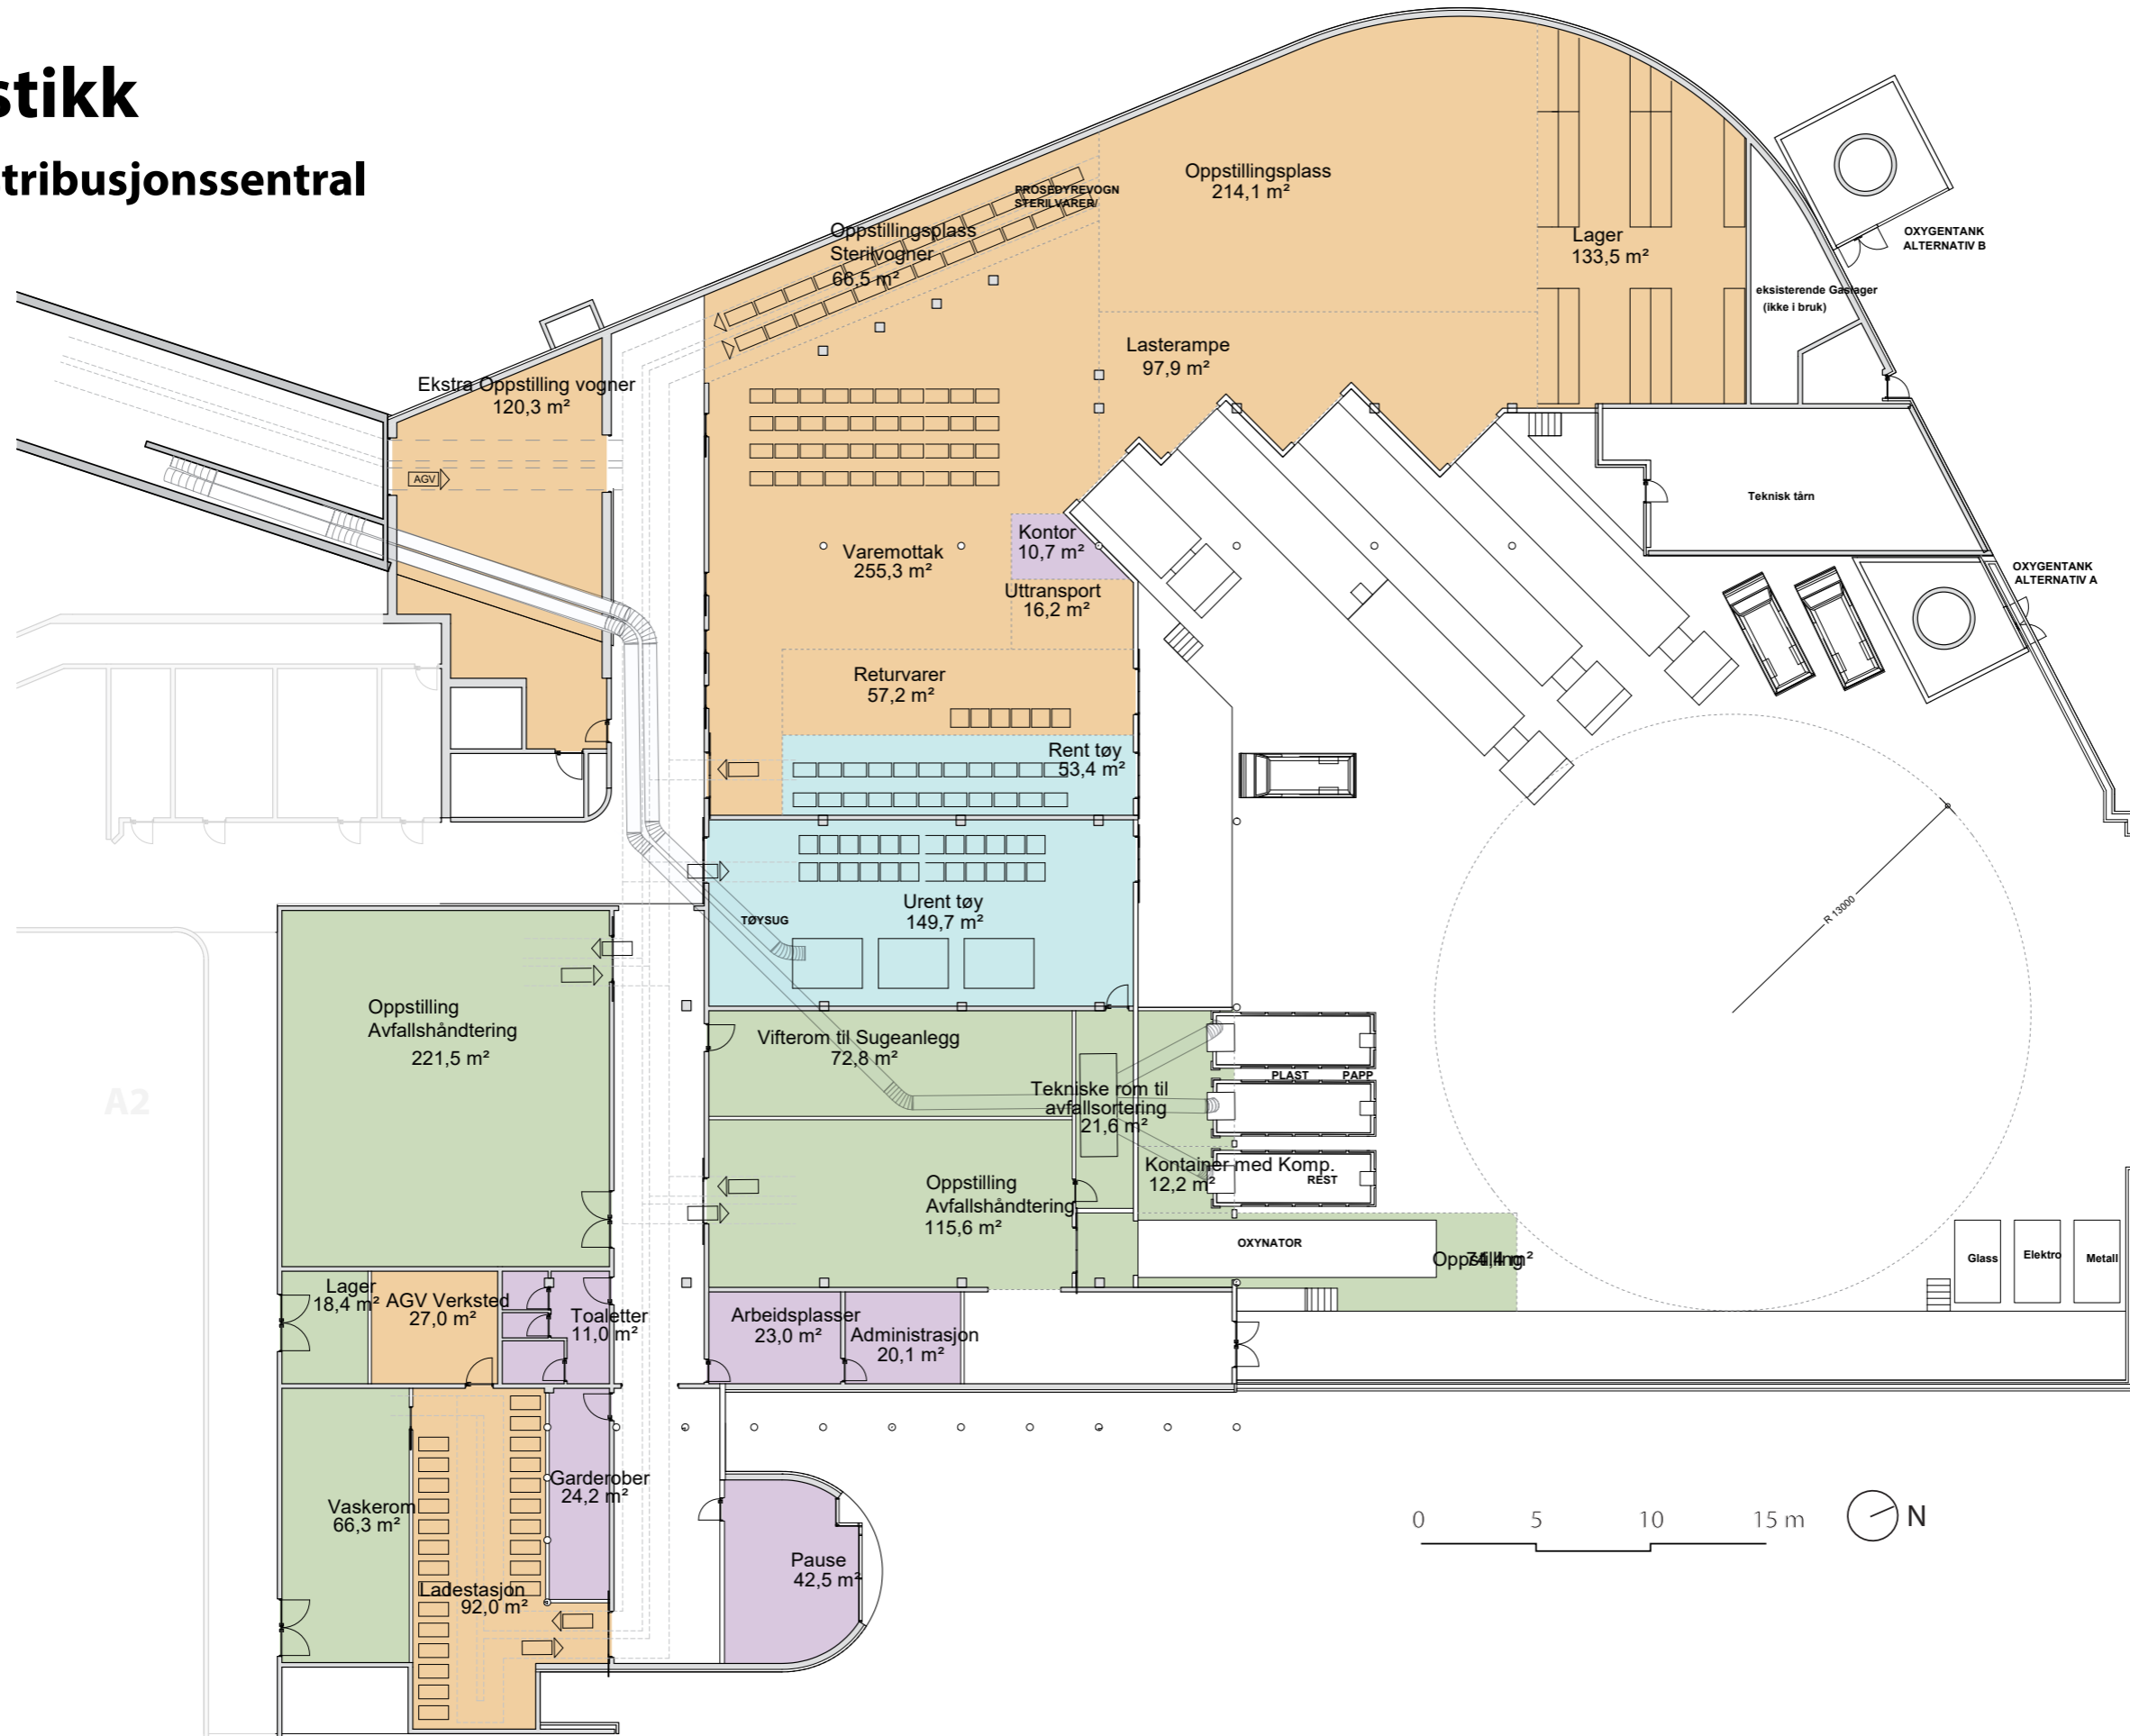 stikk
stribusjonssentral
Oppstillingsplass
214,1 m²
PROSEDYREVOGN
STERILVARER/
Oppstillingsplass
Sterilvogner
66,5 m²
Lager
133,5 m²
OXYGENTANK
ALTERNATIV B
eksisterende Gasslager
(ikke i bruk)
Lasterampe
97,9 m²
Ekstra Oppstilling vogner
120,3 m²
AGV
Teknisk tårn
Kontor
10,7 m²
Varemottak
255,3 m²
Uttransport
16,2 m²
OXYGENTANK
ALTERNATIV A
Returvarer
57,2 m²
Rent tøy
53,4 m²
Urent tøy
149,7 m²
TØYSUG
R 13000
Oppstilling
Avfallshåndtering
221,5 m²
Vifterom til Sugeanlegg
72,8 m²
Tekniske rom til
avfallsortering
21,6 m²
PLAST
PAPP
A2
Kontainer med Komp.
12,2 m²
REST
Oppstilling
Avfallshåndtering
115,6 m²
OXYNATOR
Oppstilling
Glass
Elektro
Metall
Lager
18,4 m²
AGV Verksted
27,0 m²
Toaletter
11,0 m²
Arbeidsplasser
23,0 m²
Administrasjon
20,1 m²
Garderober
24,2 m²
Vaskerom
66,3 m²
Ladestasjon
92,0 m²
Pause
42,5 m²
0 5 10 15 m
N